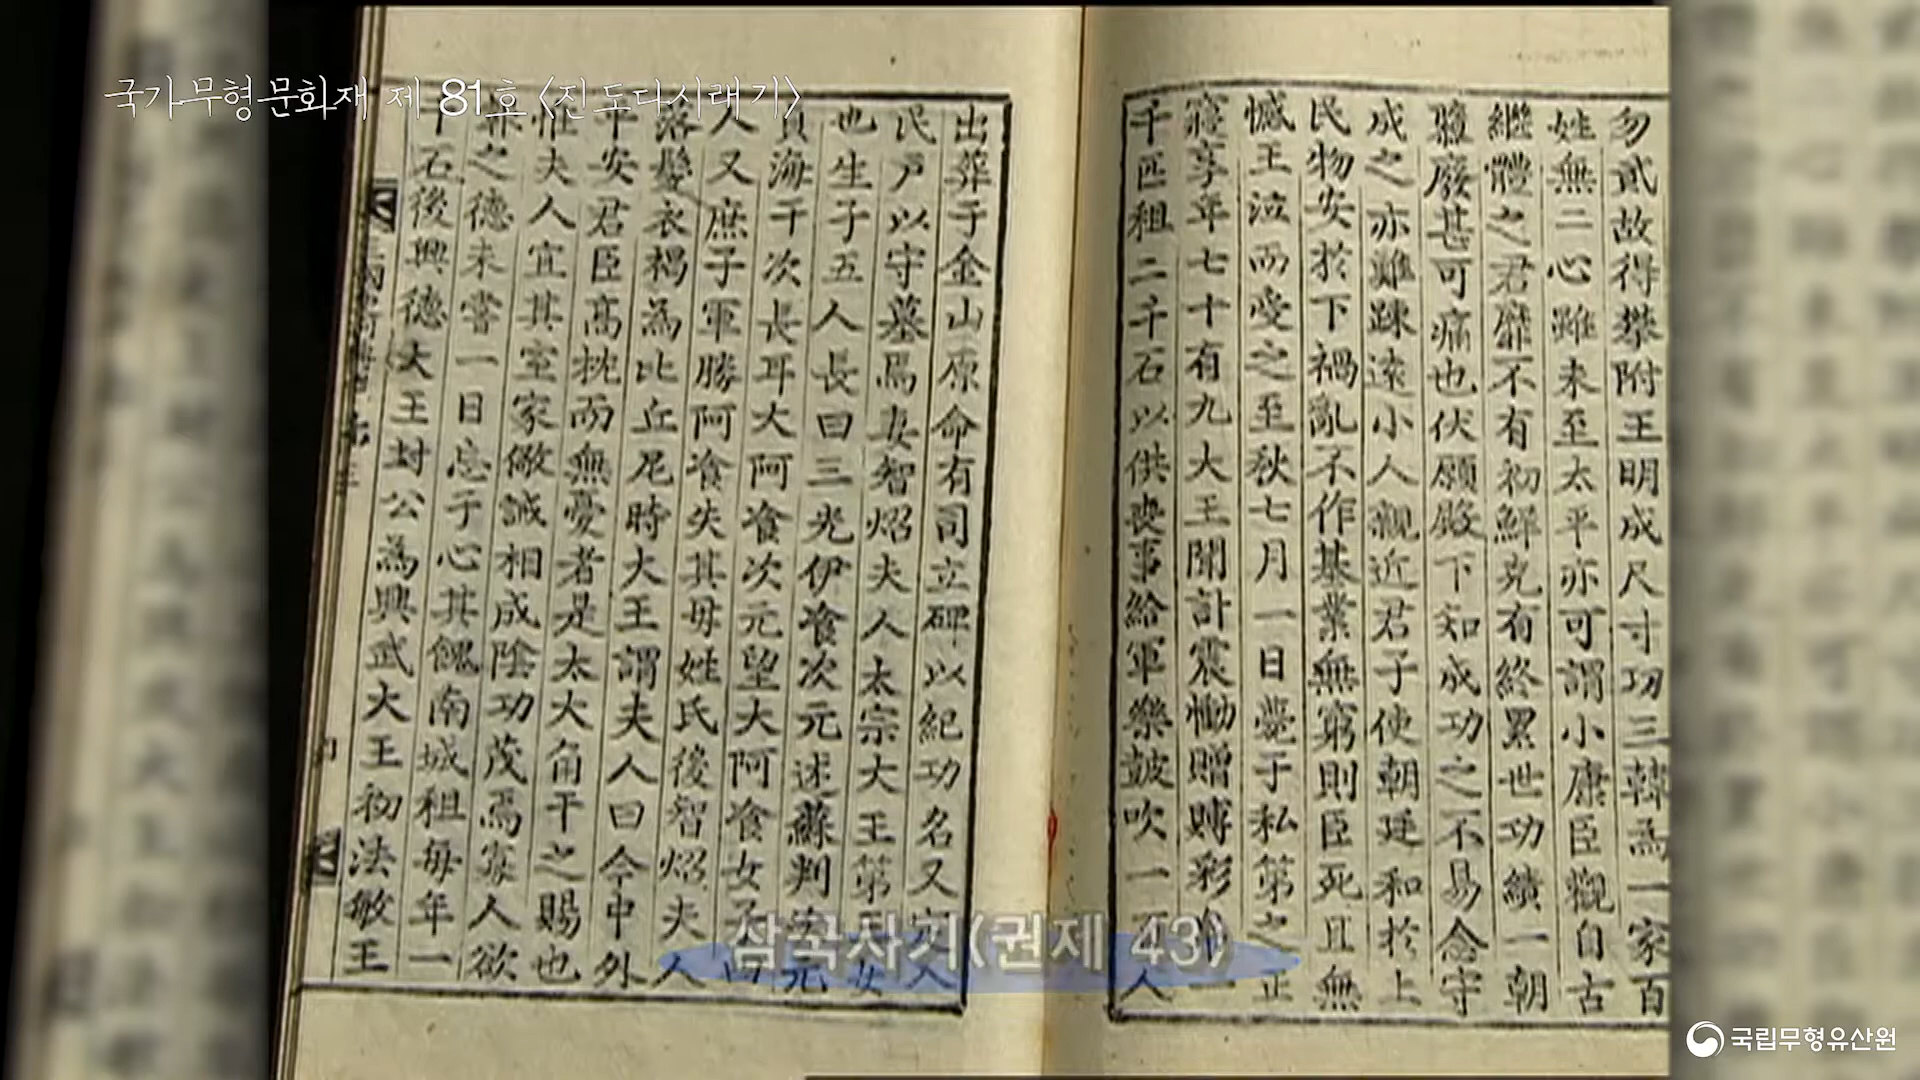 국가무형문화재 제 81호 <진도다시래기>
勿貳故得攀附王明成尺寸功三韓為一家百
姓無二心雖未至太平亦可謂小康臣觀自古
繼體之君靡不有初鮮克有終累世功績一朝
隳廢甚可痛也伏願殿下知成功之不易念守
成之亦難踈遠小人親近君子使朝廷和於上
民物安於下禍亂不作基業無窮則臣死且無
憾王泣而受之至秋七月一日薨于私第之正
寢享年七十有九大王聞訃震慟贈賻彩一
千匹租二千石以供喪事給軍樂鼓吹一人
出葬于金山原命有司立碑以紀功名又入
民戶以守墓焉妻智炤夫人太宗大王第女
也生子五人長曰三光伊飡次元述蘇判次元
貞海干次長耳大阿飡次元望大阿飡女子四
人又庶子軍勝阿飡失其母姓氏後智炤夫人
落髮衣褐為比丘尼時大王謂夫人曰今中外
平安君臣高枕而無憂者是太大角干之賜也
惟夫人宜其室家儆誡相成陰功茂焉寡人欲
之德未嘗一日忘于心其餽南城租每年一
千石後興德大王封公為興武大王初法敏王
삼국사기(권제 43)
국립무형유산원